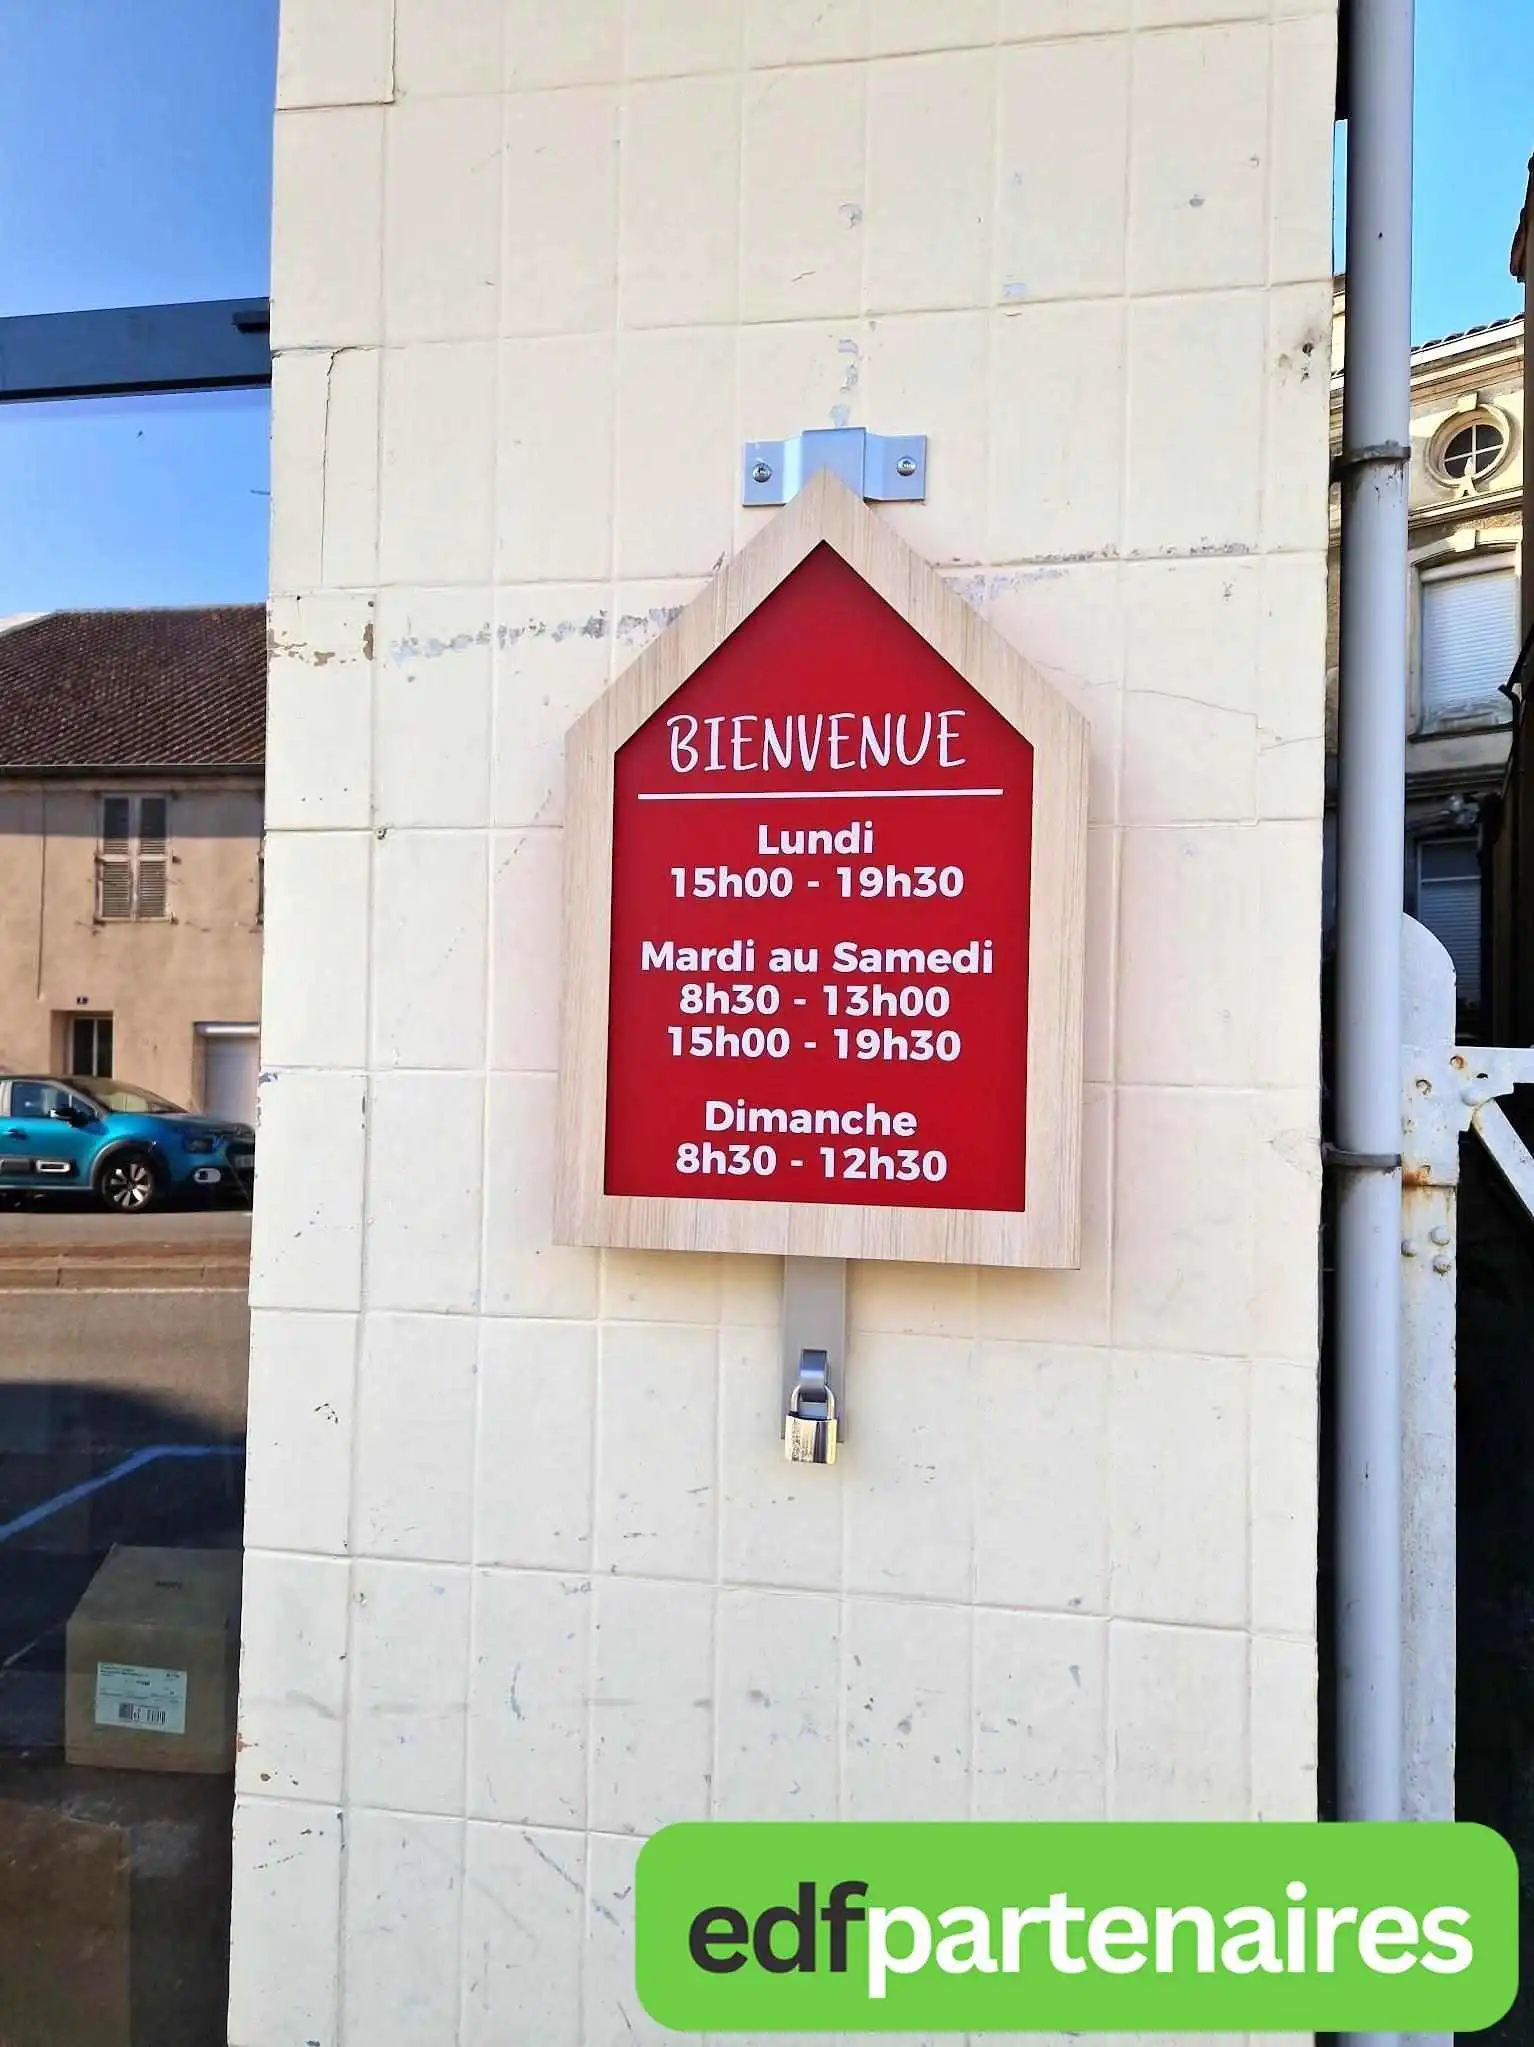 BIENVENUE
Lundi
15h00 - 19h30
Mardi au Samedi
8h30 - 13h00
15h00 - 19h30
Dimanche
8h30 - 12h30
edfpartenaires